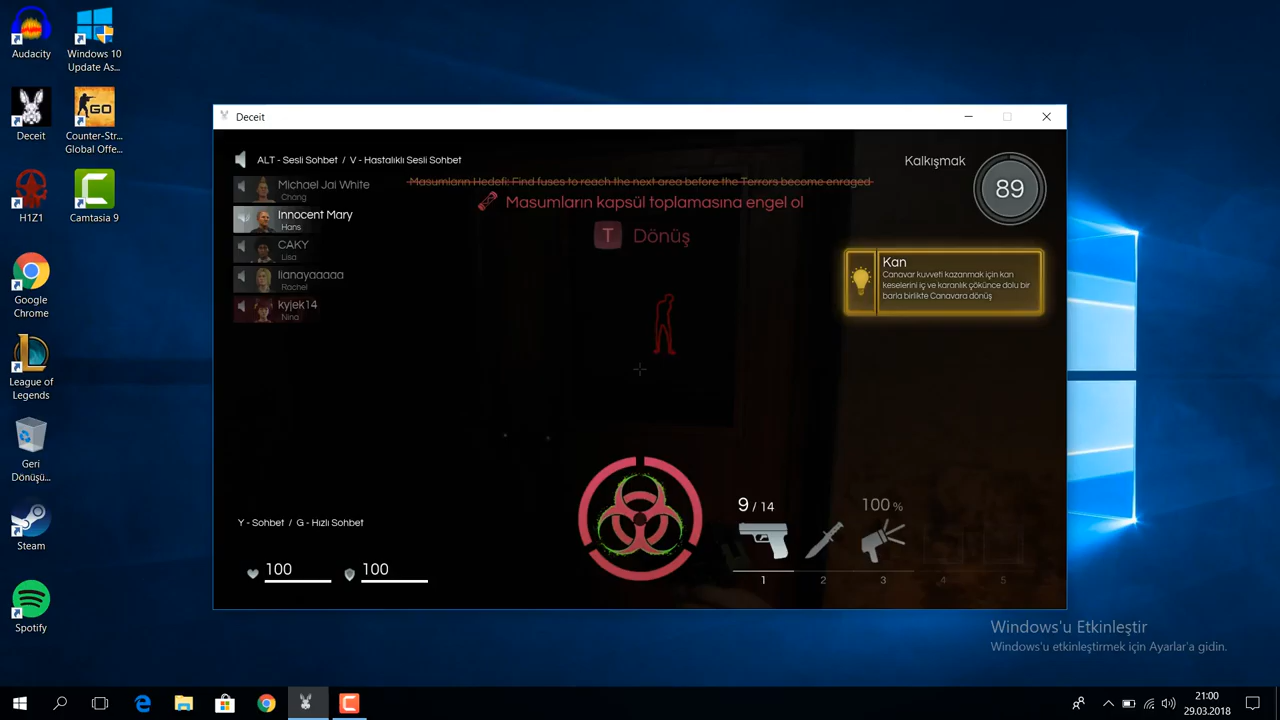 Audacity
Windows 10
Update As...
Deceit
Counter-Str...
Global Offe...
H1Z1
Camtasia 9
Google
Chrome
League of
Legends
Geri
Dönüşü...
Steam
Spotify
Deceit
ALT - Sesli Sohbet / V - Hastalıklı Sesli Sohbet
Michael Jai White
Chang
Innocent Mary
Hans
CAKY
Lisa
lianayaaaaa
Rachel
kyjek14
Nina
Masumların Hedefi: Find fuses to reach the next area before the Terrors become enraged
Masumların kapsül toplamasına engel ol
T Dönüş
Kalkışmak
89
Kan
Canavar kuvveti kazanmak için kan
keselerini iç ve karanlık çökünce dolu bir
barla birlikte Canavara dönüş
Y - Sohbet / G - Hızlı Sohbet
100
100
9 / 14
100 %
1
2
3
4
5
Windows'u Etkinleştir
Windows'u etkinleştirmek için Ayarlar'a gidin.
21:00
29.03.2018